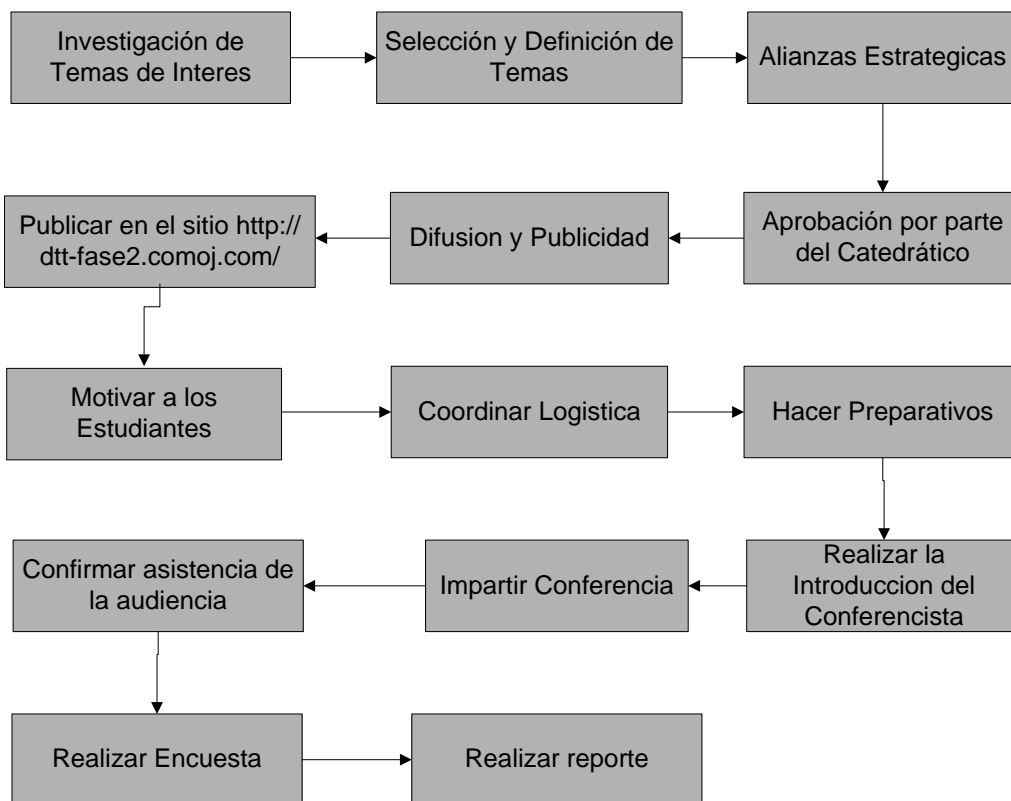 Investigación de
Temas de Interes
Selección y Definición de
Temas
Alianzas Estrategicas
Aprobación por parte
del Catedrático
Difusion y Publicidad
Publicar en el sitio http://
dtt-fase2.comoj.com/
Motivar a los
Estudiantes
Coordinar Logistica
Hacer Preparativos
Realizar la
Introduccion del
Conferencista
Impartir Conferencia
Confirmar asistencia de
la audiencia
Realizar Encuesta
Realizar reporte